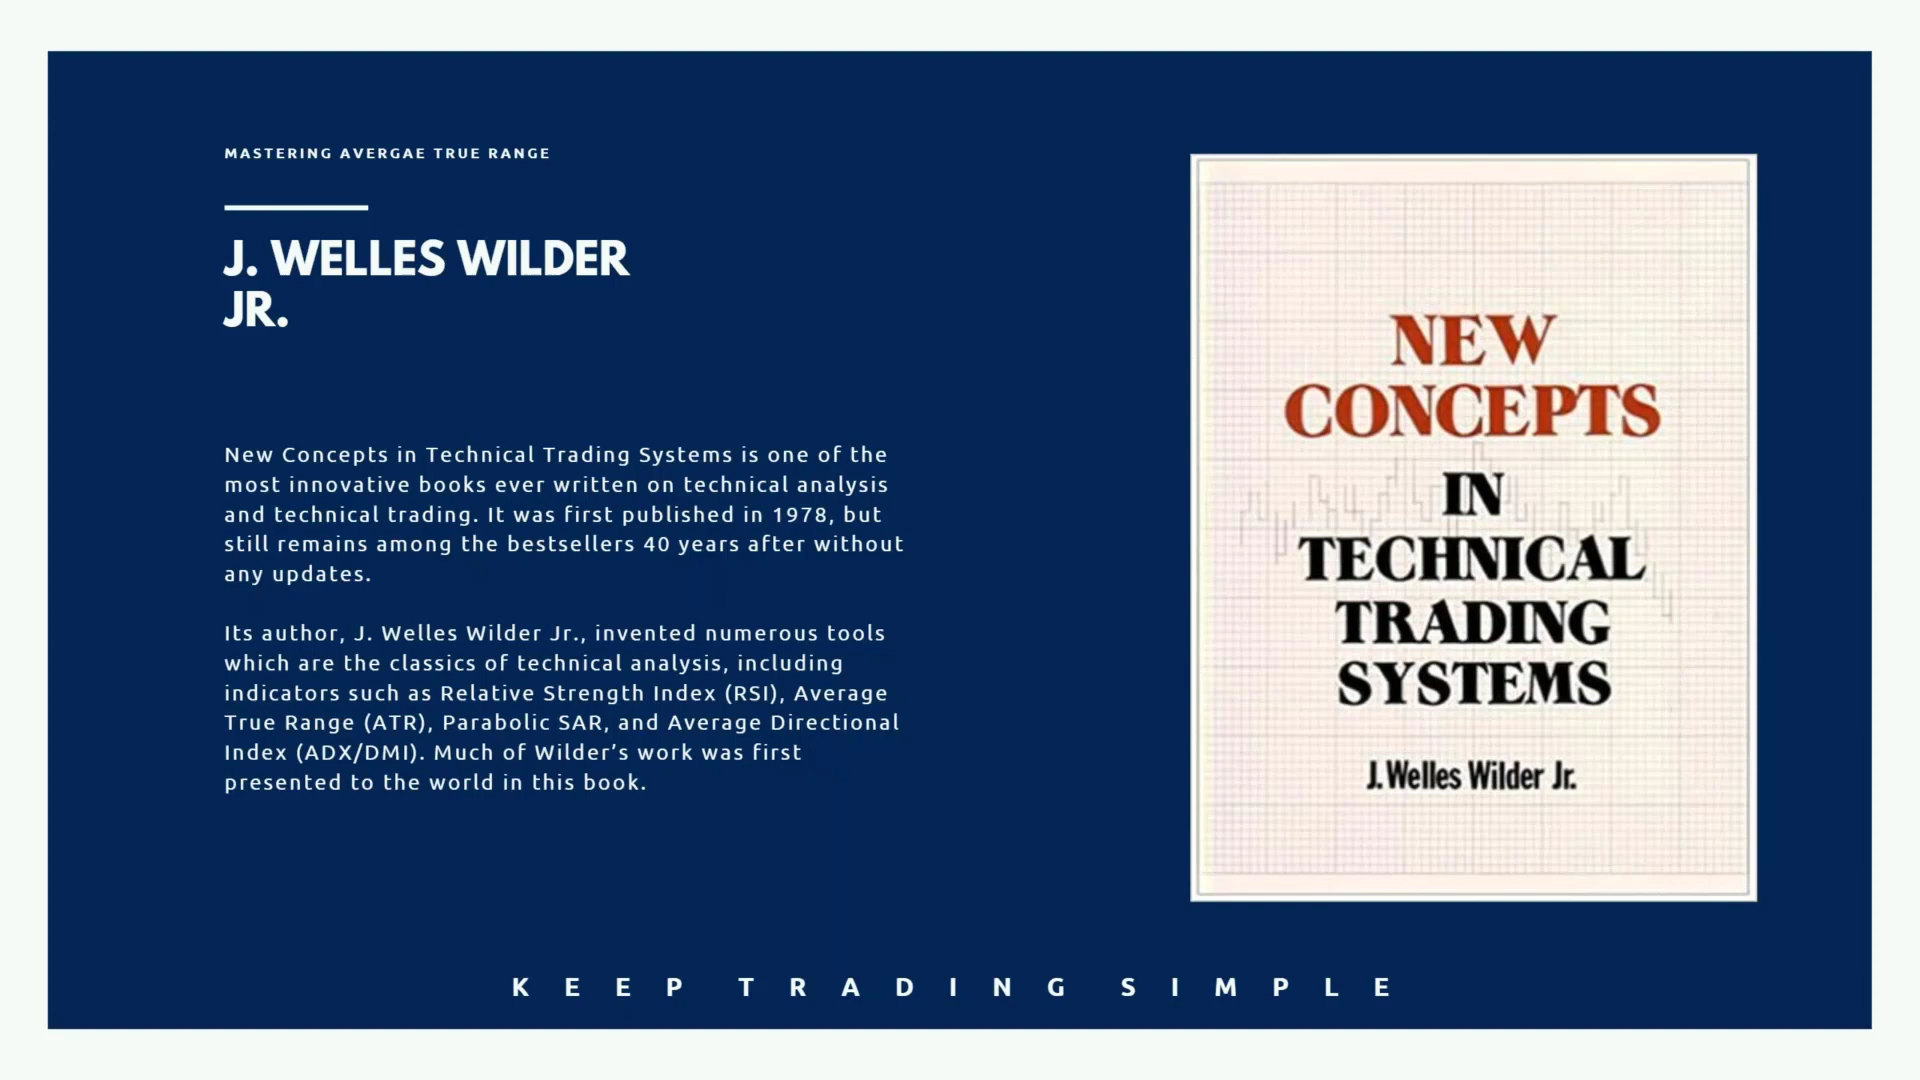 MASTERING AVERGAE TRUE RANGE
J. WELLES WILDER
JR.
New Concepts in Technical Trading Systems is one of the
most innovative books ever written on technical analysis
and technical trading. It was first published in 1978, but
still remains among the bestsellers 40 years after without
any updates.
Its author, J. Welles Wilder Jr., invented numerous tools
which are the classics of technical analysis, including
indicators such as Relative Strength Index (RSI), Average
True Range (ATR), Parabolic SAR, and Average Directional
Index (ADX/DMI). Much of Wilder’s work was first
presented to the world in this book.
NEW
CONCEPTS
IN
TECHNICAL
TRADING
SYSTEMS
J. Welles Wilder Jr.
KEEP TRADING SIMPLE